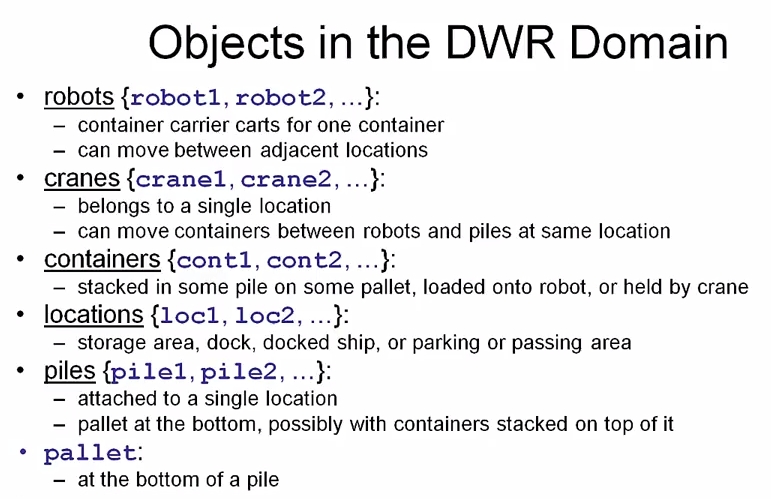 Objects in the DWR Domain
• robots {robot1, robot2, …}:
– container carrier carts for one container
– can move between adjacent locations
• cranes {crane1, crane2, …}:
– belongs to a single location
– can move containers between robots and piles at same location
• containers {cont1, cont2, …}:
– stacked in some pile on some pallet, loaded onto robot, or held by crane
• locations {loc1, loc2, …}:
– storage area, dock, docked ship, or parking or passing area
• piles {pile1, pile2, …}:
– attached to a single location
– pallet at the bottom, possibly with containers stacked on top of it
• pallet:
– at the bottom of a pile